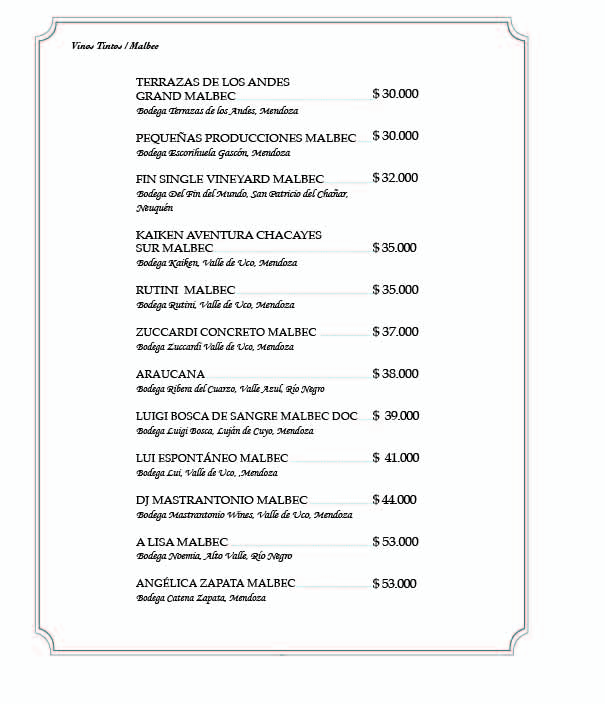 Vinos Tintos / Malbec
TERRAZAS DE LOS ANDES
GRAND MALBEC $ 30.000
Bodega Terrazas de los Andes, Mendoza
PEQUEÑAS PRODUCCIONES MALBEC $ 30.000
Bodega Escorihuela Gascón, Mendoza
FIN SINGLE VINEYARD MALBEC $ 32.000
Bodega Del Fin del Mundo, San Patricio del Chañar,
Neuquén
KAIKEN AVENTURA CHACAYES
SUR MALBEC $ 35.000
Bodega Kaiken, Valle de Uco, Mendoza
RUTINI MALBEC $ 35.000
Bodega Rutini, Valle de Uco, Mendoza
ZUCCARDI CONCRETO MALBEC $ 37.000
Bodega Zuccardi Valle de Uco, Mendoza
ARAUCANA $ 38.000
Bodega Ribera del Cuarzo, Valle Azul, Río Negro
LUIGI BOSCA DE SANGRE MALBEC DOC $ 39.000
Bodega Luigi Bosca, Luján de Cuyo, Mendoza
LUI ESPONTÁNEO MALBEC $ 41.000
Bodega Lui, Valle de Uco, ,Mendoza
DJ MASTRANTONIO MALBEC $ 44.000
Bodega Mastrantonio Wines, Valle de Uco, Mendoza
A LISA MALBEC $ 53.000
Bodega Noemia, Alto Valle, Río Negro
ANGÉLICA ZAPATA MALBEC $ 53.000
Bodega Catena Zapata, Mendoza